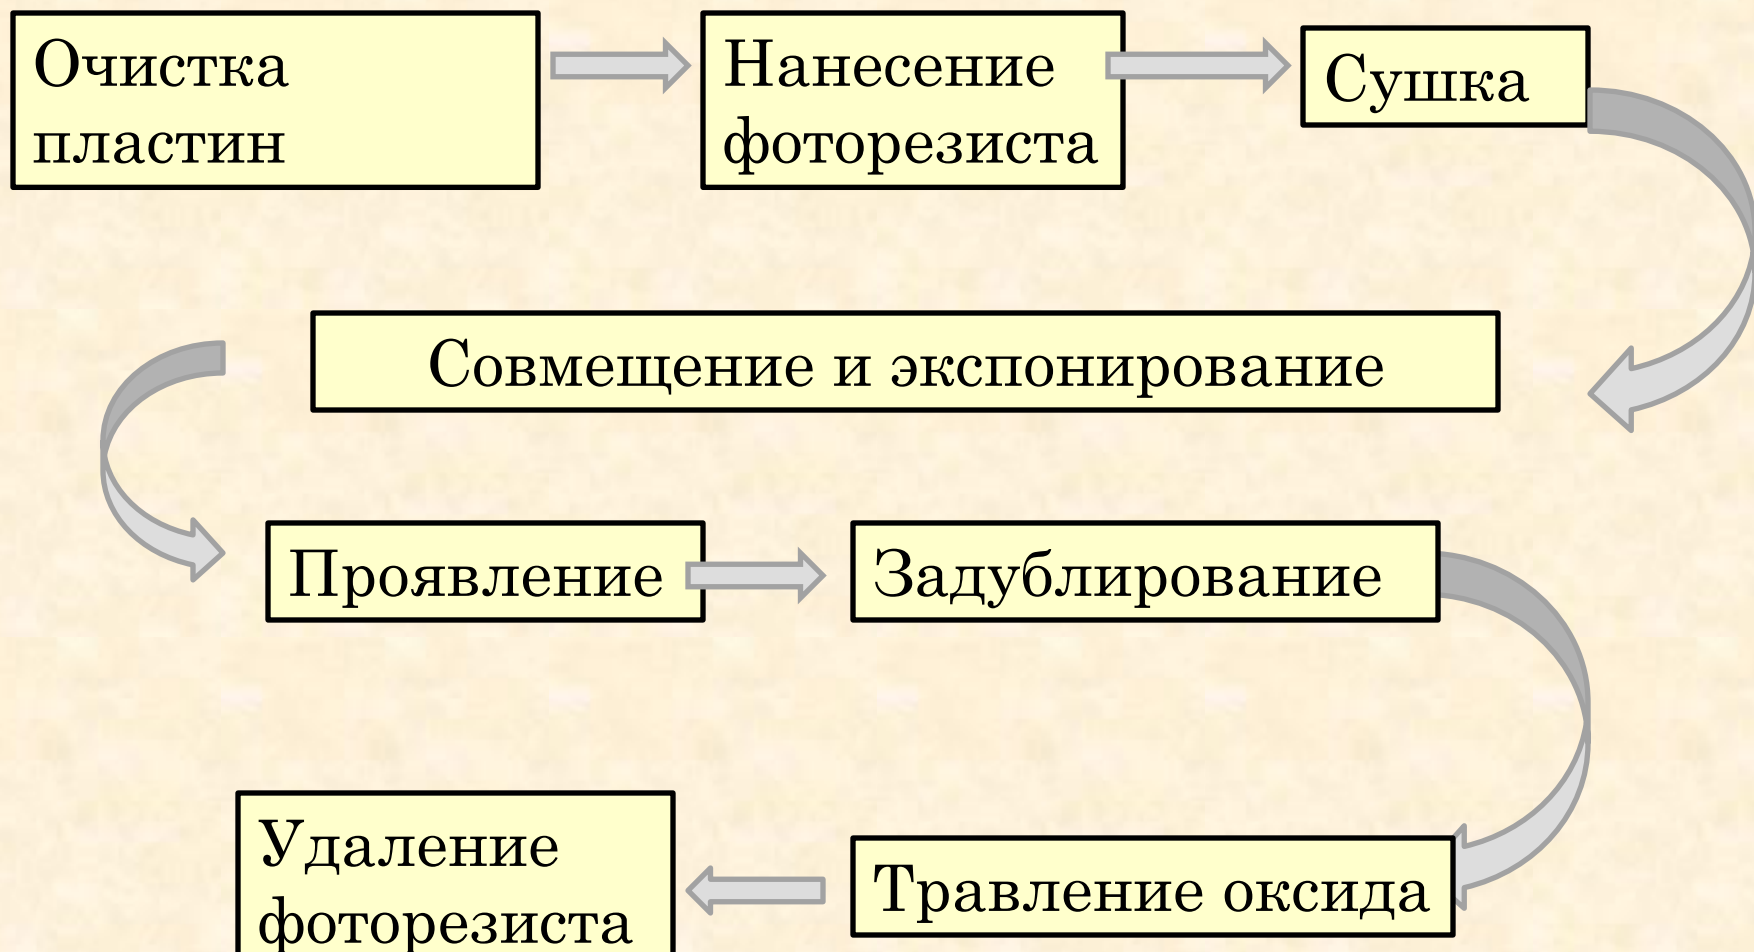 Очистка
пластин
Нанесение
фоторезиста
Сушка
Совмещение и экспонирование
Проявление
Задублирование
Травление оксида
Удаление
фоторезиста